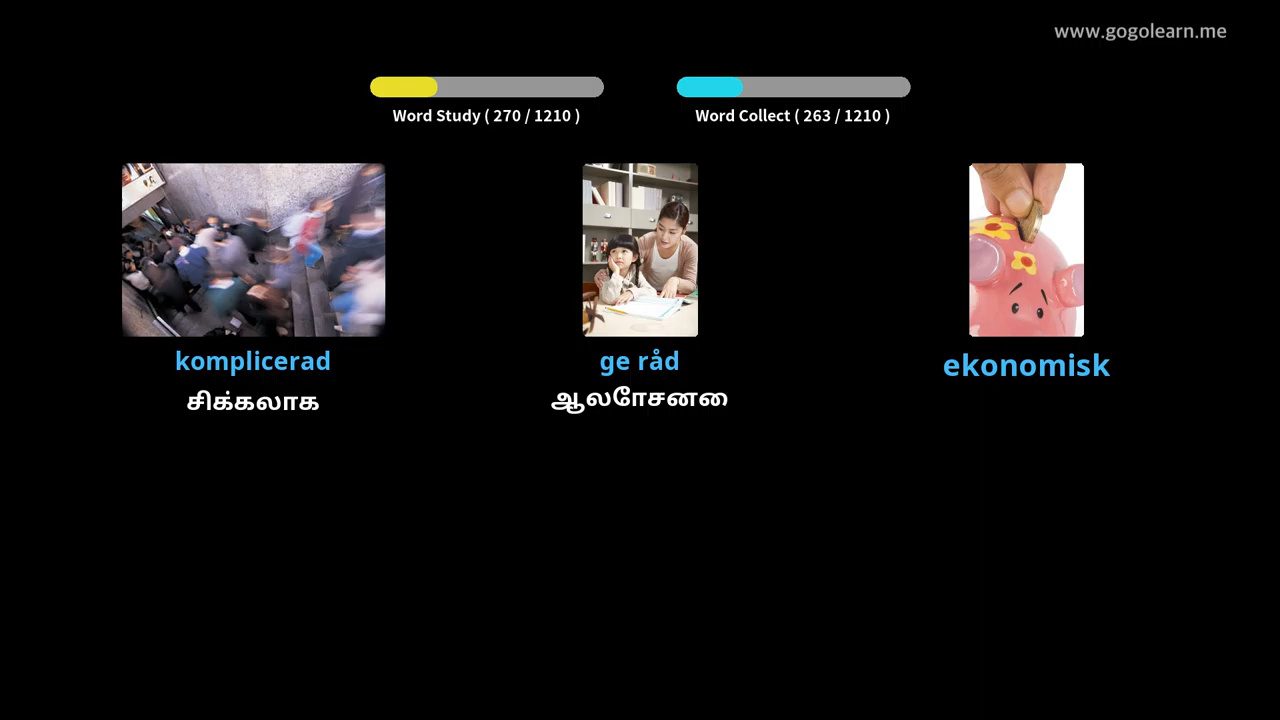 www.gogolearn.me
Word Study ( 270 / 1210 )
Word Collect ( 263 / 1210 )
komplicerad
ge råd
ekonomisk
சிக்கலாக
ஆலோசனை